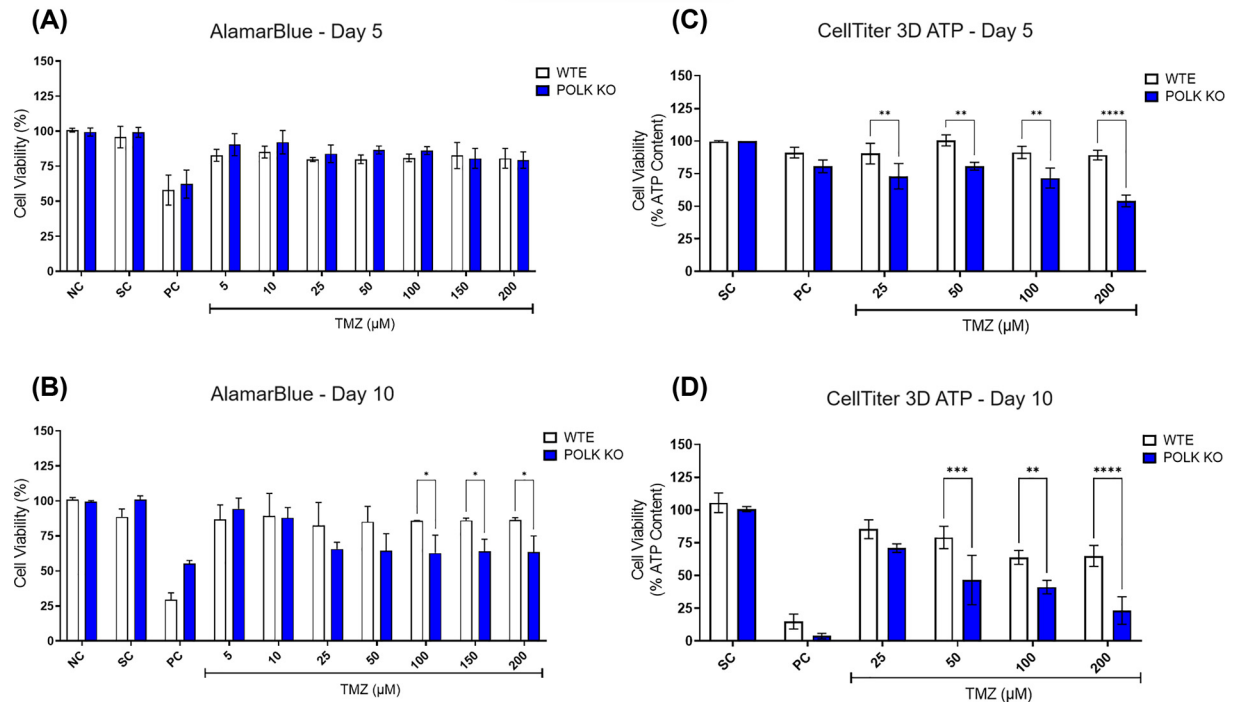 (A)
AlamarBlue - Day 5
WTE
POLK KO
Cell Viability (%)
150
125
100
75
50
25
0
NC
SC
PC
5
10
25
50
100
150
200
TMZ (µM)
(C)
CellTiter 3D ATP - Day 5
WTE
POLK KO
Cell Viability
(% ATP Content)
150
125
100
75
50
25
0
** ** ** ****
SC
PC
25
50
100
200
TMZ (µM)
(B)
AlamarBlue - Day 10
WTE
POLK KO
Cell Viability (%)
150
125
100
75
50
25
0
* * *
NC
SC
PC
5
10
25
50
100
150
200
TMZ (µM)
(D)
CellTiter 3D ATP - Day 10
WTE
POLK KO
Cell Viability
(% ATP Content)
150
125
100
75
50
25
0
*** ** ****
SC
PC
25
50
100
200
TMZ (µM)